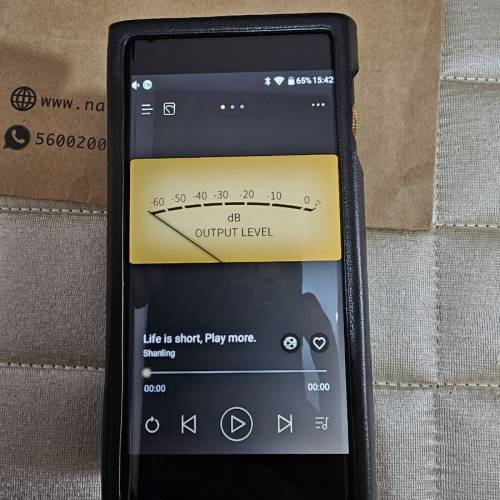 www.na
5600200
65% 15:42
-60 -50 -40 -30 -20 -10 0
dB
OUTPUT LEVEL
Life is short, Play more.
Shanling
00:00 00:00